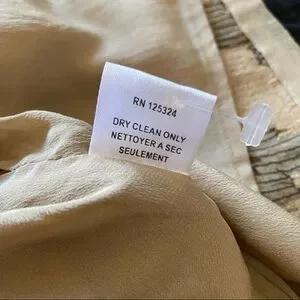 RN 125324
DRY CLEAN ONLY
NETTOYER A SEC
SEULEMENT